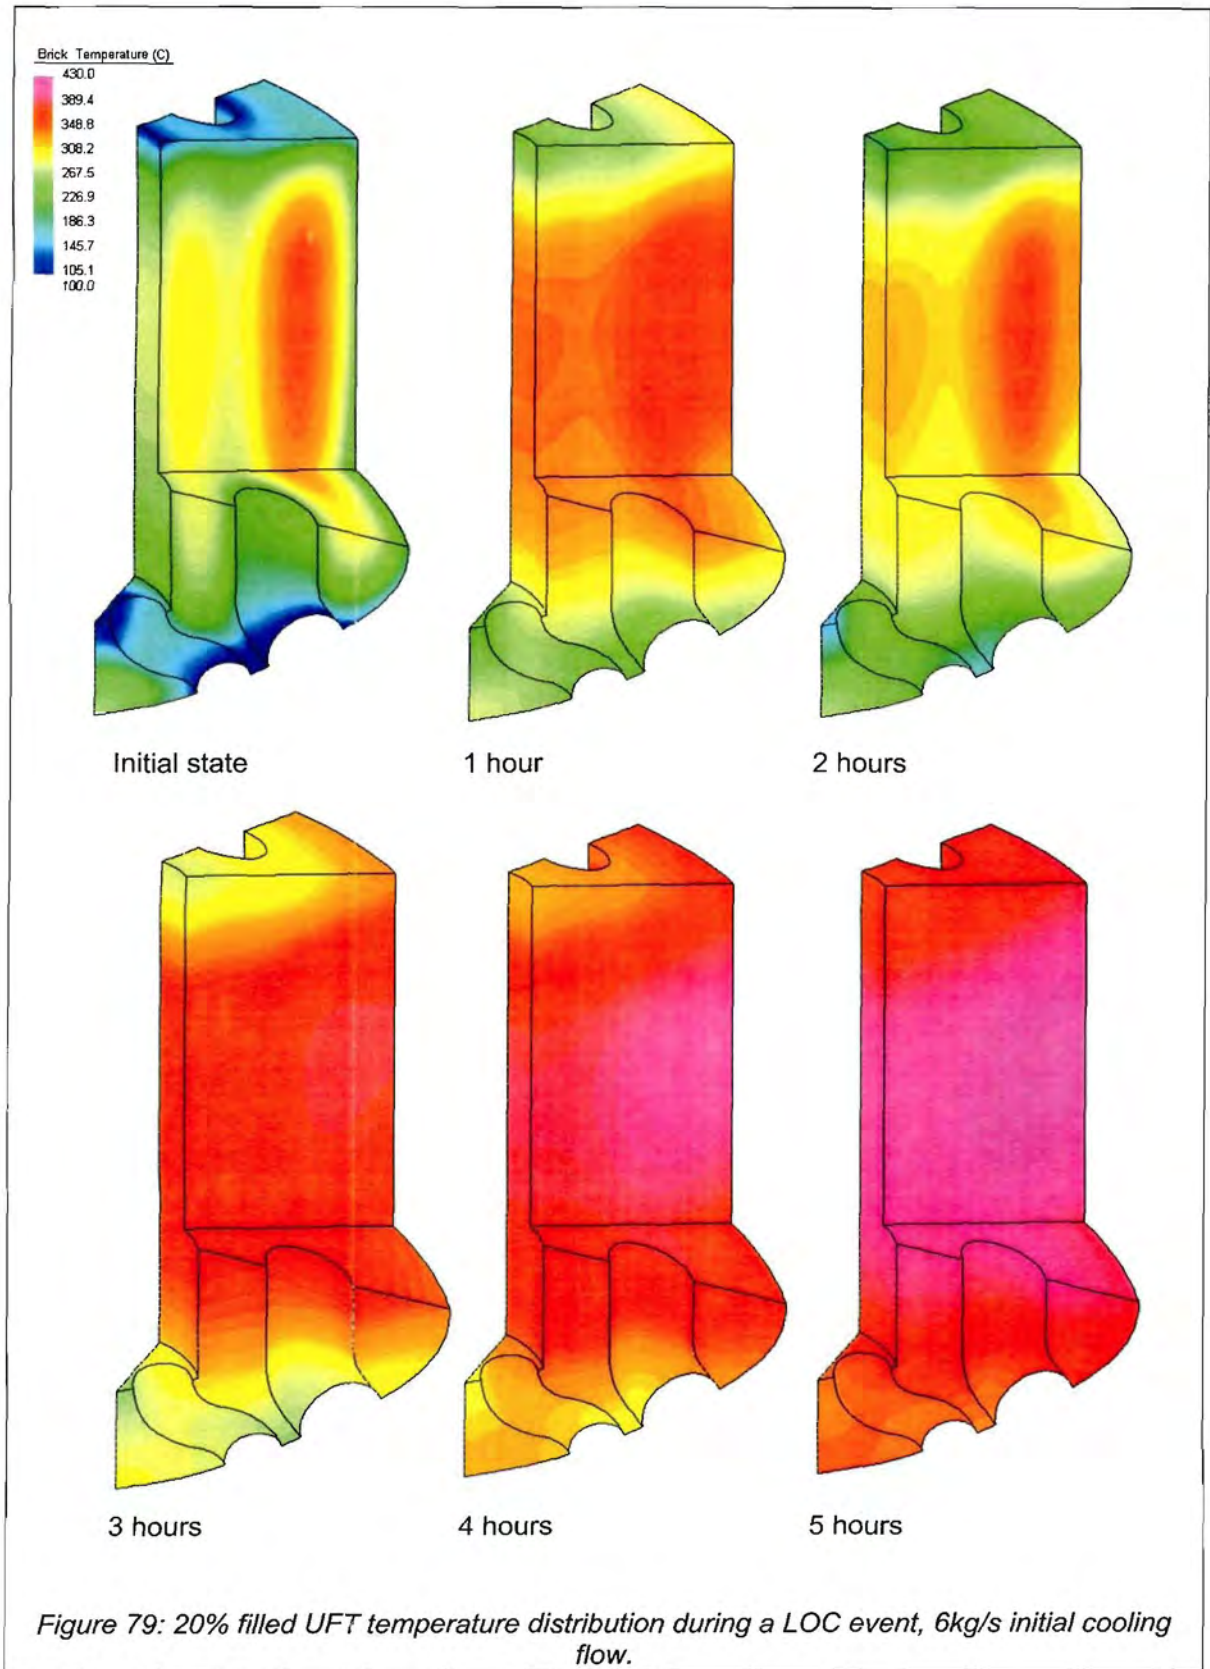 Brick Temperature (C)
430.0
389.4
348.8
308.2
267.5
226.9
186.3
145.7
105.1
100.0
Initial state
1 hour
2 hours
3 hours
4 hours
5 hours
Figure 79: 20% filled UFT temperature distribution during a LOC event, 6kg/s initial cooling
flow.